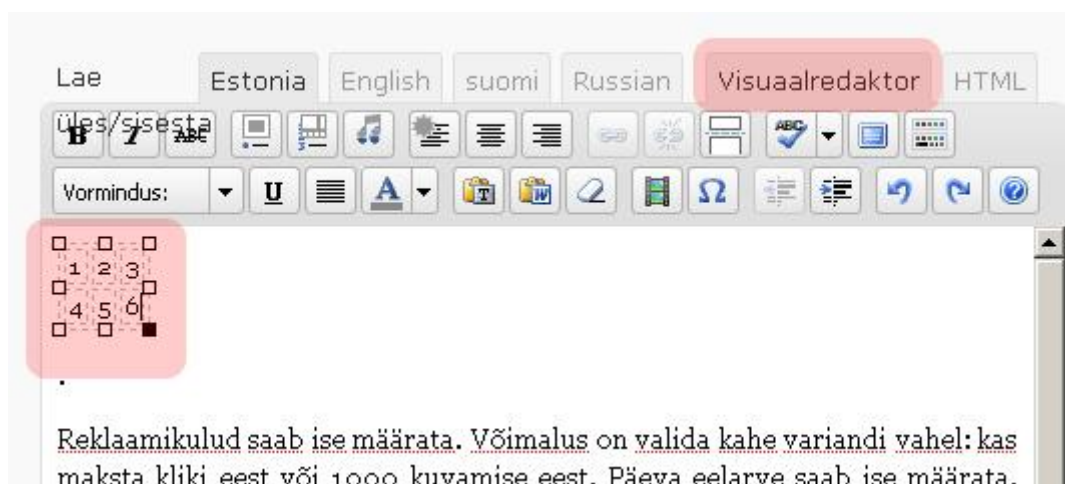 Lae
üles/sisesta
Estonia English suomi Russian Visuaalredaktor HTML
B I ABC ABC
Vormindus: U A T W Ω
1 2 3
4 5 6
.
Reklaamikulud saab ise määrata. Võimalus on valida kahe variandi vahel: kas
maksta kliki eest või 1000 kuvamise eest. Päeva eelarve saab ise määrata.